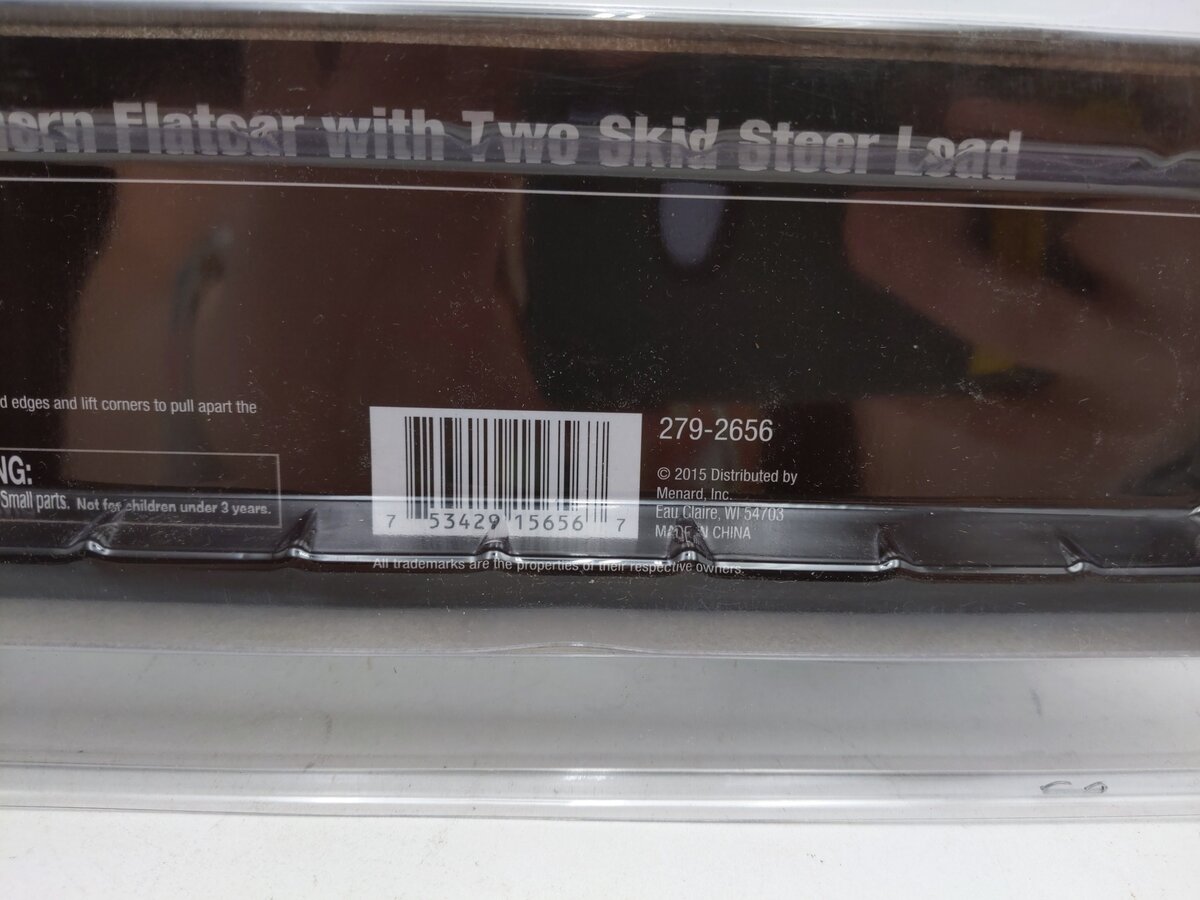 hern Flatcar with Two Skid Steer Load
d edges and lift corners to pull apart the
NG:
Small parts. Not for children under 3 years.
7 53429 15656 7
279-2656
© 2015 Distributed by
Menard, Inc.
Eau Claire, WI 54703
MADE IN CHINA
All trademarks are the properties of their respective owners.